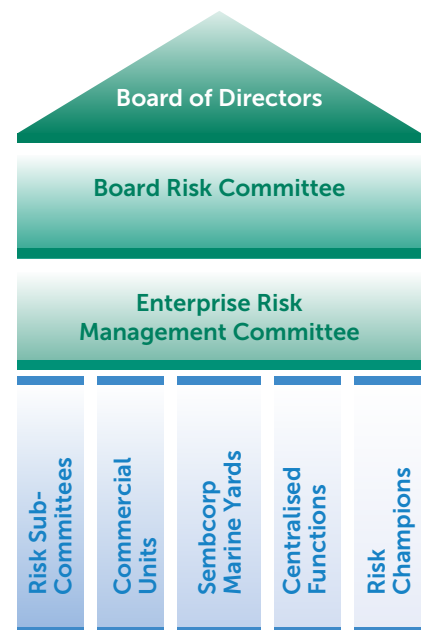 Board of Directors
Board Risk Committee
Enterprise Risk
Management Committee
Risk Sub-
Committees
Commercial
Units
Sembcorp
Marine Yards
Centralised
Functions
Risk
Champions